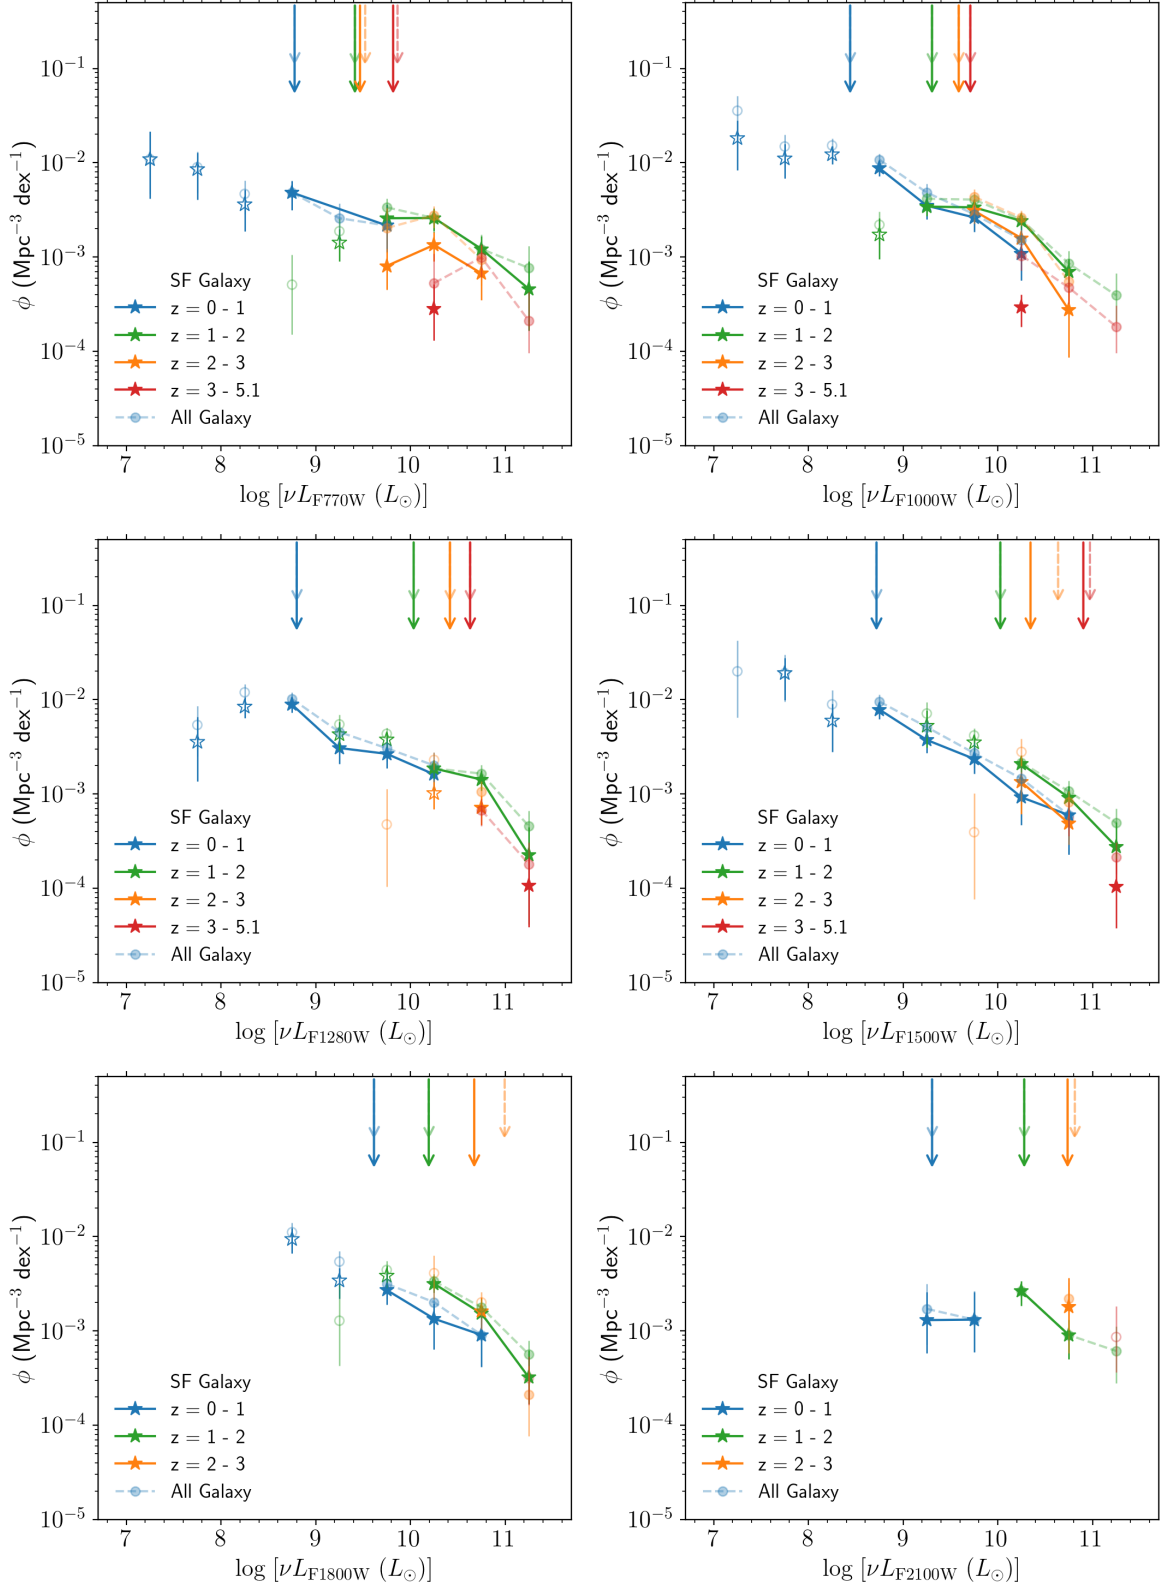 10⁻¹
10⁻²
10⁻³
10⁻⁴
10⁻⁵
ϕ (Mpc⁻³ dex⁻¹)
SF Galaxy
z = 0 - 1
z = 1 - 2
z = 2 - 3
z = 3 - 5.1
All Galaxy
7 8 9 10 11
log [νL_F770W (L_⊙)]
10⁻¹
10⁻²
10⁻³
10⁻⁴
10⁻⁵
ϕ (Mpc⁻³ dex⁻¹)
SF Galaxy
z = 0 - 1
z = 1 - 2
z = 2 - 3
z = 3 - 5.1
All Galaxy
7 8 9 10 11
log [νL_F1000W (L_⊙)]
10⁻¹
10⁻²
10⁻³
10⁻⁴
10⁻⁵
ϕ (Mpc⁻³ dex⁻¹)
SF Galaxy
z = 0 - 1
z = 1 - 2
z = 2 - 3
z = 3 - 5.1
All Galaxy
7 8 9 10 11
log [νL_F1280W (L_⊙)]
10⁻¹
10⁻²
10⁻³
10⁻⁴
10⁻⁵
ϕ (Mpc⁻³ dex⁻¹)
SF Galaxy
z = 0 - 1
z = 1 - 2
z = 2 - 3
z = 3 - 5.1
All Galaxy
7 8 9 10 11
log [νL_F1500W (L_⊙)]
10⁻¹
10⁻²
10⁻³
10⁻⁴
10⁻⁵
ϕ (Mpc⁻³ dex⁻¹)
SF Galaxy
z = 0 - 1
z = 1 - 2
z = 2 - 3
All Galaxy
7 8 9 10 11
log [νL_F1800W (L_⊙)]
10⁻¹
10⁻²
10⁻³
10⁻⁴
10⁻⁵
ϕ (Mpc⁻³ dex⁻¹)
SF Galaxy
z = 0 - 1
z = 1 - 2
z = 2 - 3
All Galaxy
7 8 9 10 11
log [νL_F2100W (L_⊙)]